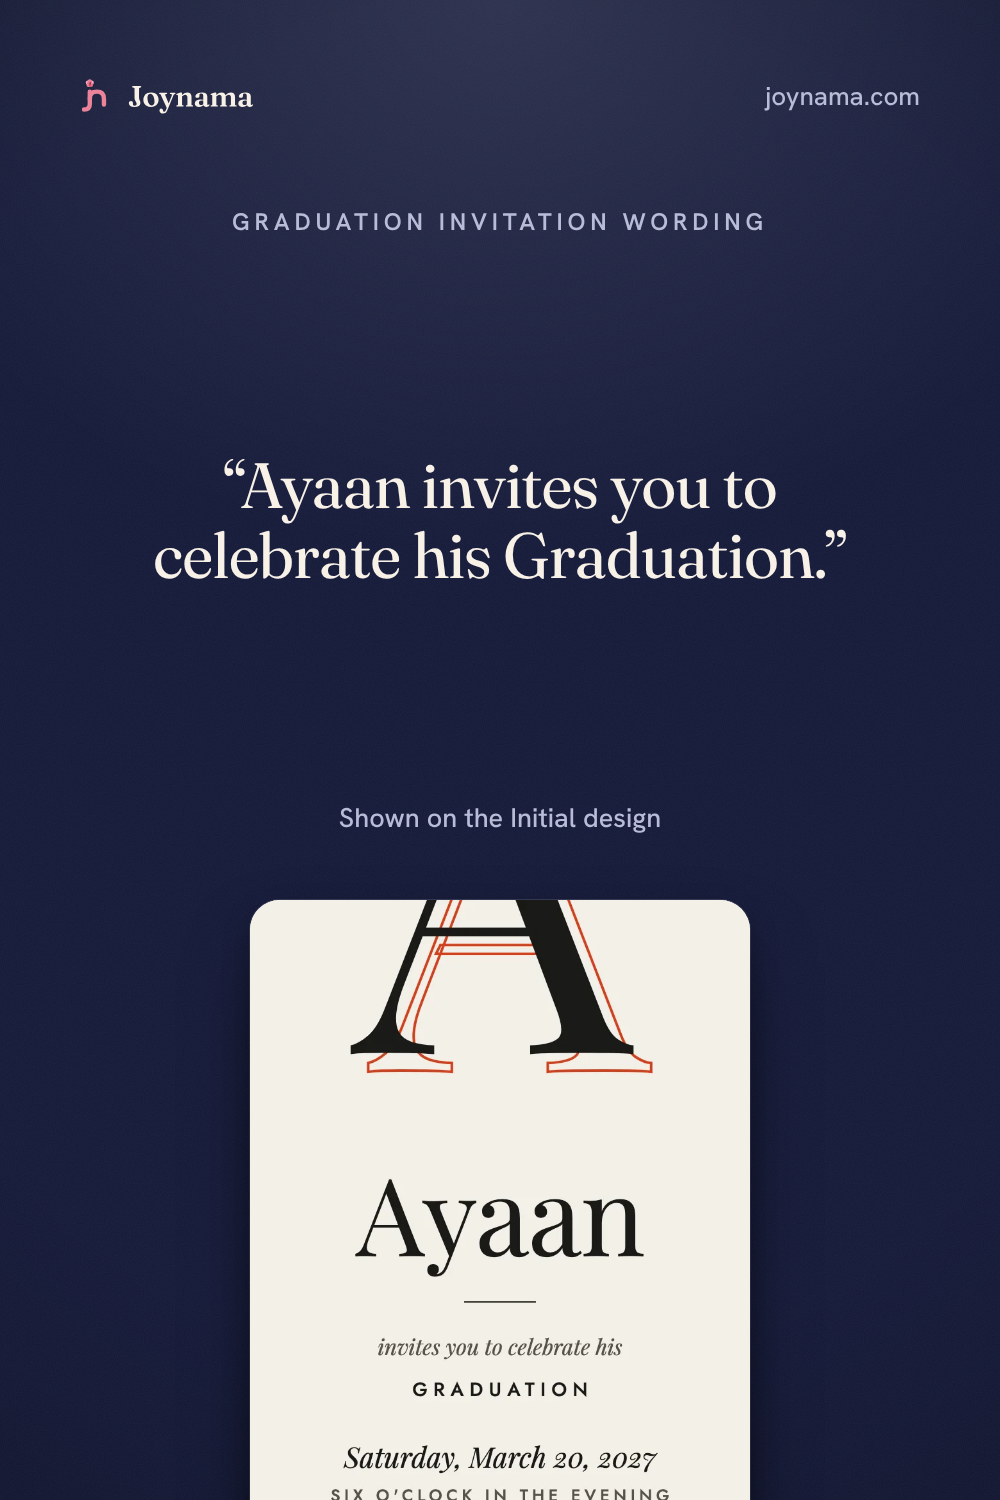 Joynama
joynama.com
GRADUATION INVITATION WORDING
“Ayaan invites you to
celebrate his Graduation.”
Shown on the Initial design
A
Ayaan
invites you to celebrate his
GRADUATION
Saturday, March 20, 2027
SIX O’CLOCK IN THE EVENING